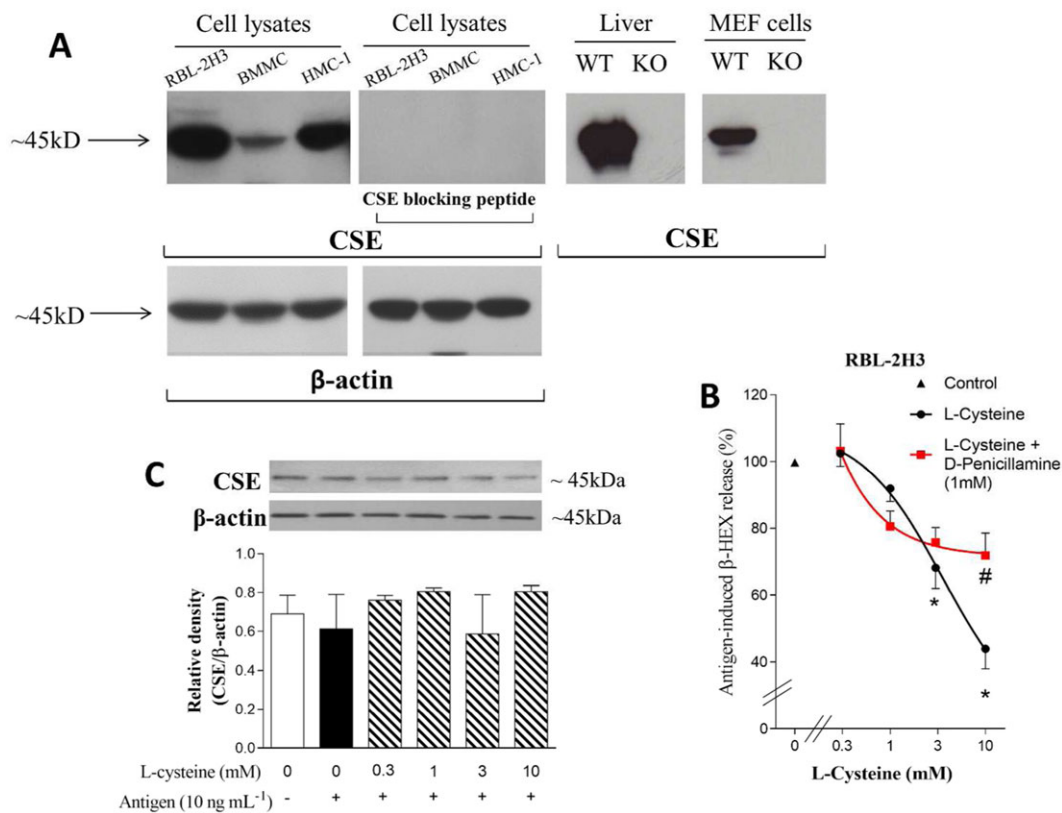 A
Cell lysates
Cell lysates
Liver
MEF cells
RBL-2H3 BMMC HMC-1
RBL-2H3 BMMC HMC-1
WT KO
WT KO
~45kD
CSE blocking peptide
CSE
CSE
~45kD
β-actin
B
RBL-2H3
Control
L-Cysteine
L-Cysteine +
D-Penicillamine
(1mM)
Antigen-induced β-HEX release (%)
120
100
80
60
40
0
#
*
*
0 0.3 1 3 10
L-Cysteine (mM)
C
CSE ~ 45kDa
β-actin ~45kDa
Relative density
(CSE/β-actin)
1.0
0.8
0.6
0.4
0.2
0.0
L-cysteine (mM) 0 0 0.3 1 3 10
Antigen (10 ng mL⁻¹) - + + + + +